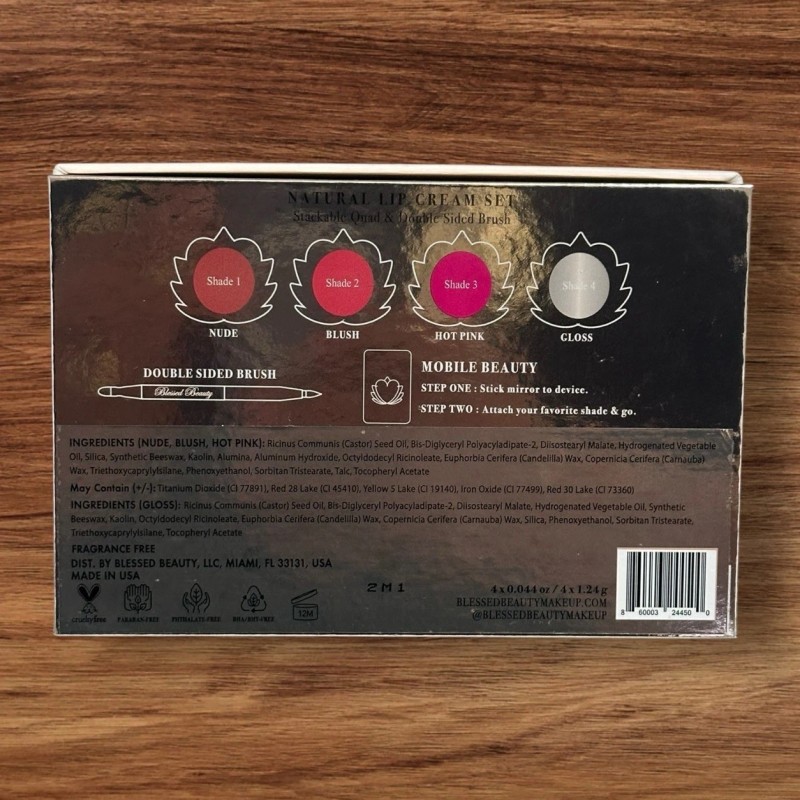 NATURAL LIP CREAM SET
Stackable Quad & Double Sided Brush
Shade 1 Shade 2 Shade 3 Shade 4
NUDE BLUSH HOT PINK GLOSS
DOUBLE SIDED BRUSH
Blessed Beauty
MOBILE BEAUTY
STEP ONE : Stick mirror to device.
STEP TWO : Attach your favorite shade & go.
INGREDIENTS (NUDE, BLUSH, HOT PINK): Ricinus Communis (Castor) Seed Oil, Bis-Diglyceryl Polyacyladipate-2, Diisostearyl Malate, Hydrogenated Vegetable
Oil, Silica, Synthetic Beeswax, Kaolin, Alumina, Aluminum Hydroxide, Octyldodecyl Ricinoleate, Euphorbia Cerifera (Candelilla) Wax, Copernicia Cerifera (Carnauba)
Wax, Triethoxycaprylylsilane, Phenoxyethanol, Sorbitan Tristearate, Talc, Tocopheryl Acetate
May Contain (+/-): Titanium Dioxide (CI 77891), Red 28 Lake (CI 45410), Yellow 5 Lake (CI 19140), Iron Oxide (CI 77499), Red 30 Lake (CI 73360)
INGREDIENTS (GLOSS): Ricinus Communis (Castor) Seed Oil, Bis-Diglyceryl Polyacyladipate-2, Diisostearyl Malate, Hydrogenated Vegetable Oil, Synthetic
Beeswax, Kaolin, Octyldodecyl Ricinoleate, Euphorbia Cerifera (Candelilla) Wax, Copernicia Cerifera (Carnauba) Wax, Silica, Phenoxyethanol, Sorbitan Tristearate,
Triethoxycaprylylsilane, Tocopheryl Acetate
FRAGRANCE FREE
DIST. BY BLESSED BEAUTY, LLC, MIAMI, FL 33131, USA
MADE IN USA
crueltyfree PARABAN-FREE PHTHALATE-FREE BHA/BHT-FREE 12M
2M1
4 x 0.044 oz / 4 x 1.24 g
BLESSEDBEAUTYMAKEUP.COM
@BLESSEDBEAUTYMAKEUP
8 60003 24450 0